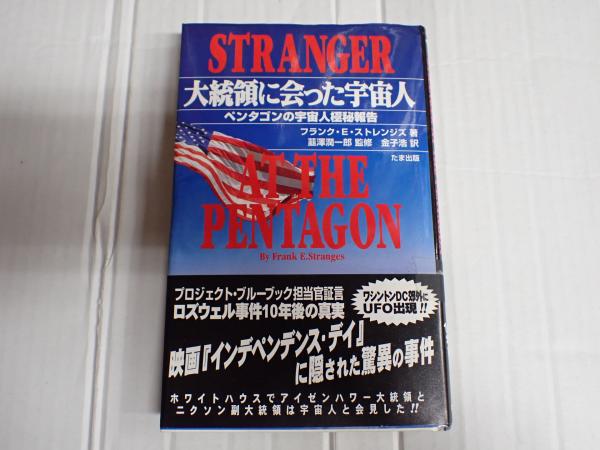 STRANGER
大統領に会った宇宙人
ペンタゴンの宇宙人極秘報告
フランク・E・ストレンジズ 著
韮澤潤一郎 監修 金子浩 訳
たま出版
AT THE
PENTAGON
By Frank E.Stranges
プロジェクト・ブルーブック担当官証言
ロズウェル事件10年後の真実
ワシントンDC郊外に
UFO出現!!
映画『インデペンデンス・デイ』
に隠された驚異の事件
ホワイトハウスでアイゼンハワー大統領と
ニクソン副大統領は宇宙人と会見した!!